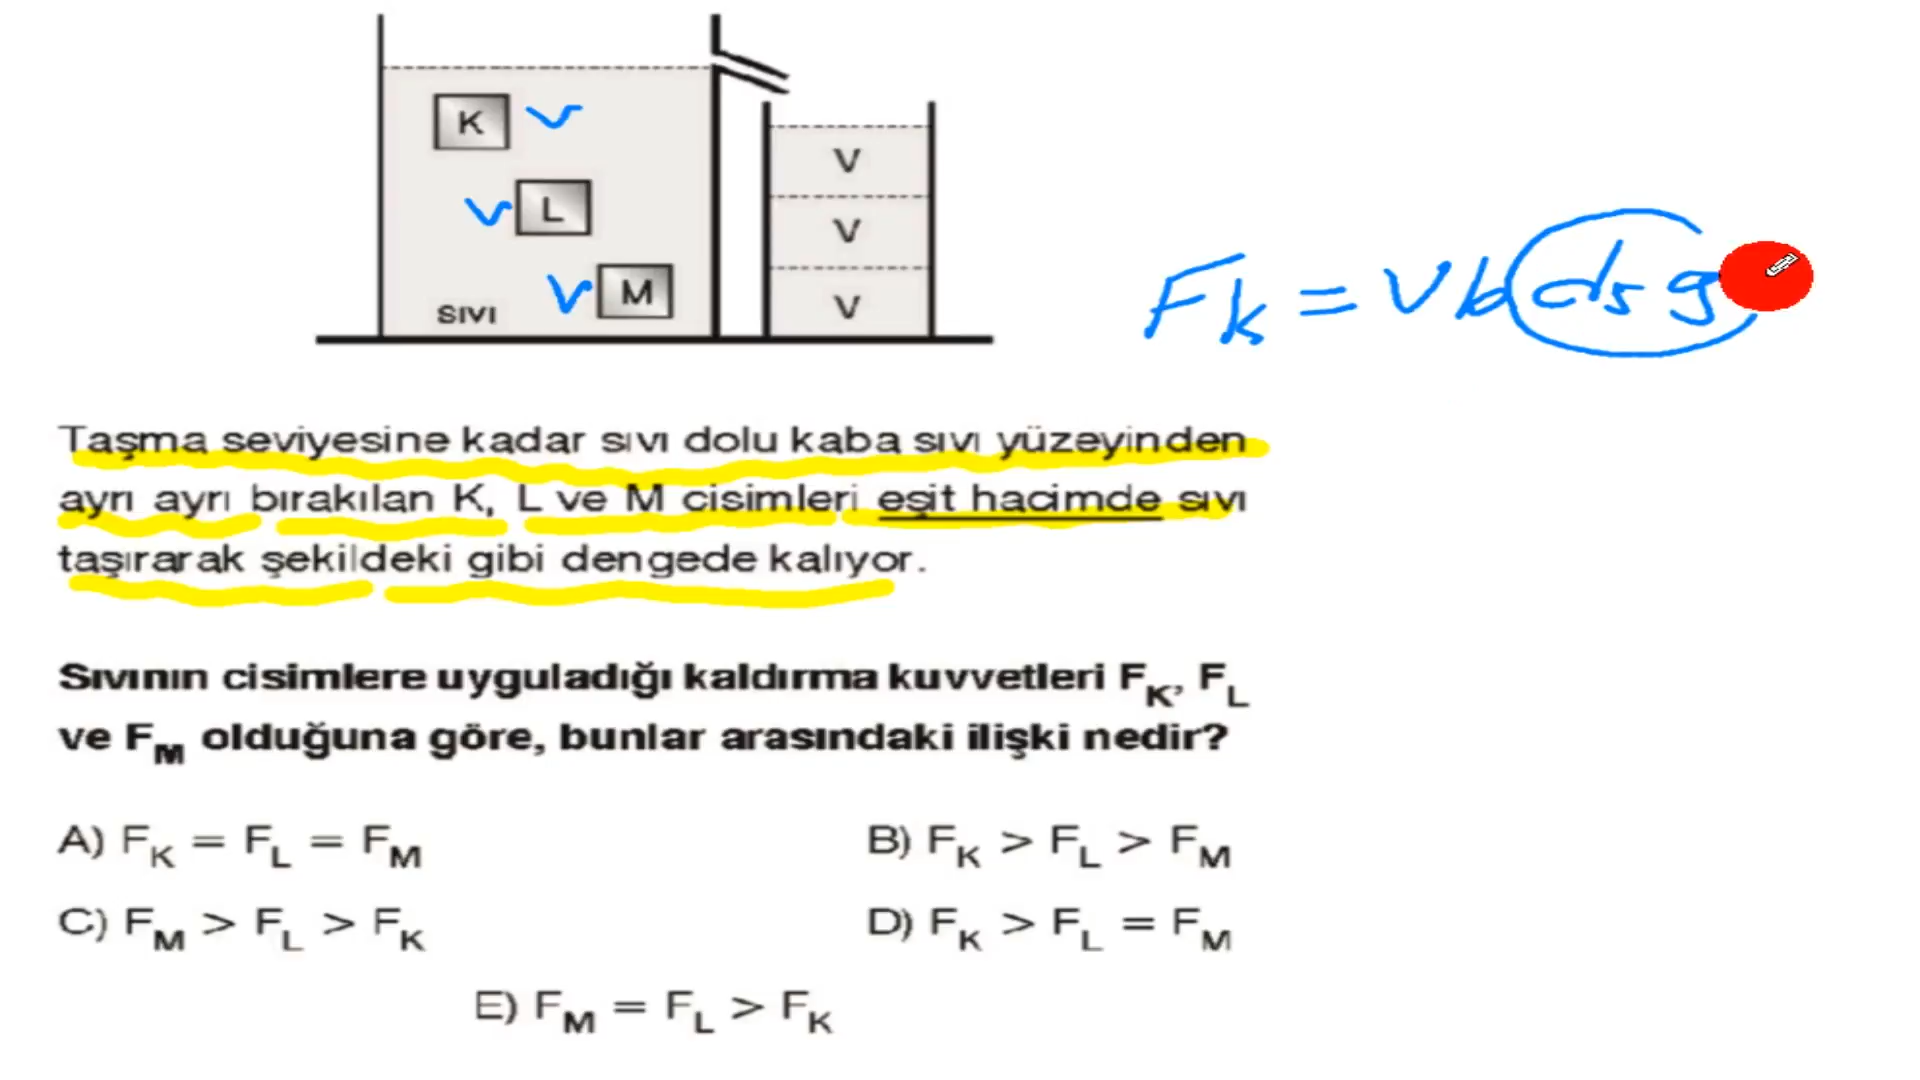 K V
V
V L
V
V M
SIVI
V
Fk = Vb ds g
Taşma seviyesine kadar sıvı dolu kaba sıvı yüzeyinden
ayrı ayrı bırakılan K, L ve M cisimleri eşit hacimde sıvı
taşırarak şekildeki gibi dengede kalıyor.
Sıvının cisimlere uyguladığı kaldırma kuvvetleri FK, FL
ve FM olduğuna göre, bunlar arasındaki ilişki nedir?
A) FK = FL = FM
B) FK > FL > FM
C) FM > FL > FK
D) FK > FL = FM
E) FM = FL > FK